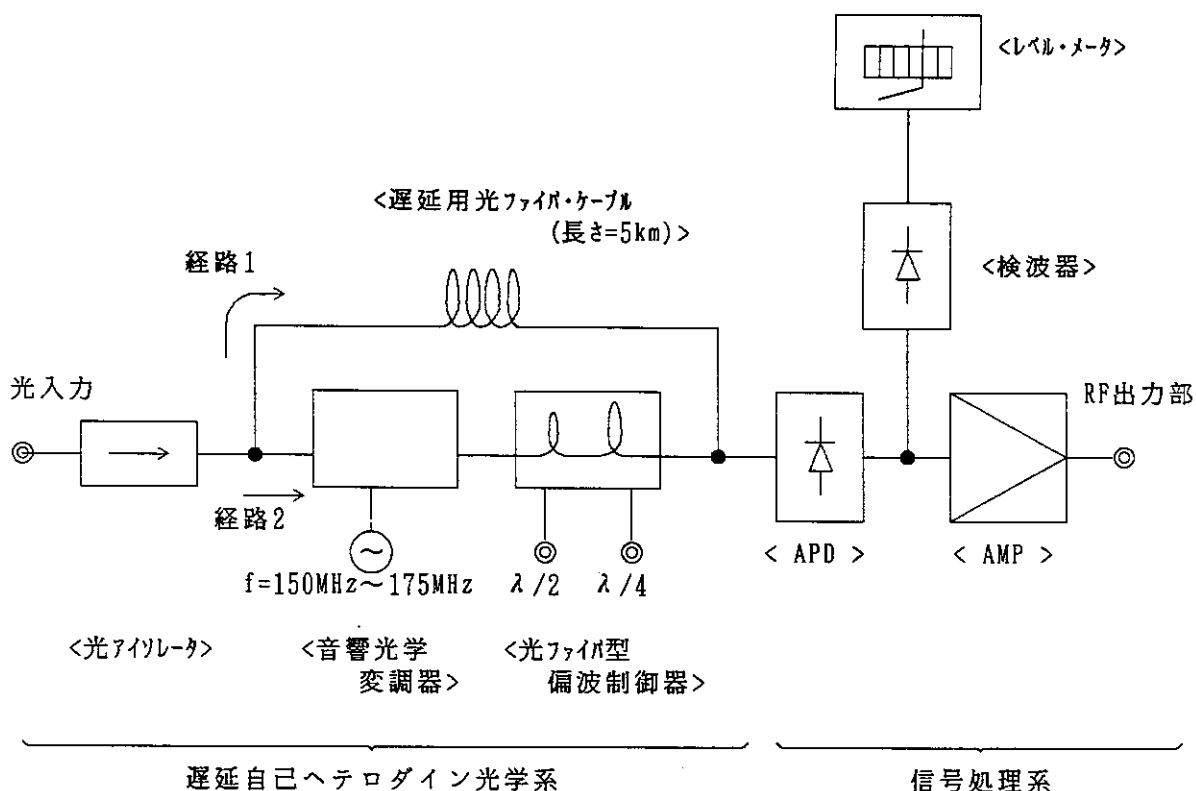 <レベル・メータ>
<遅延用光ファイバ・ケーブル
(長さ=5km)>
経路1
<検波器>
光入力
RF出力部
経路2
< APD >
< AMP >
f=150MHz～175MHz
λ/2
λ/4
<光アイソレータ>
<音響光学
変調器>
<光ファイバ型
偏波制御器>
遅延自己ヘテロダイン光学系
信号処理系